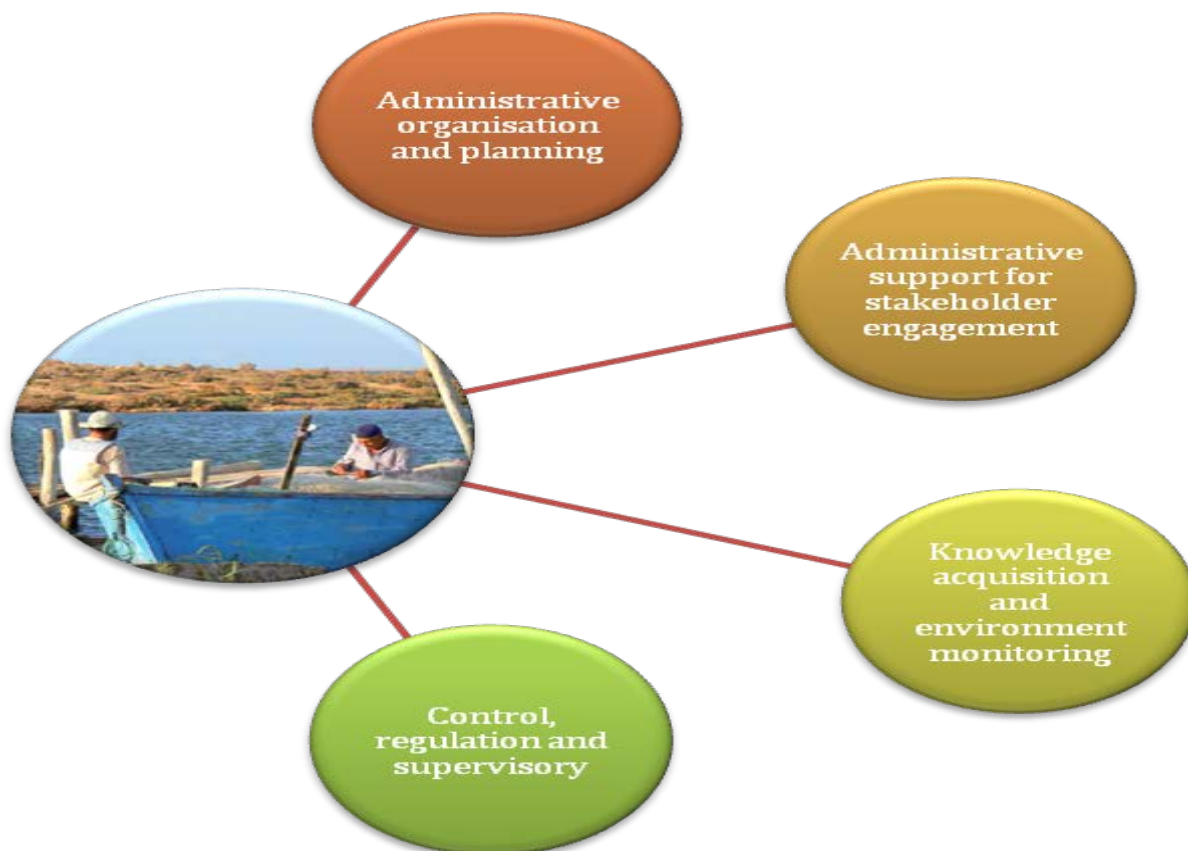 Administrative
organisation
and planning
Administrative
support for
stakeholder
engagement
Knowledge
acquisition
and
environment
monitoring
Control,
regulation and
supervisory